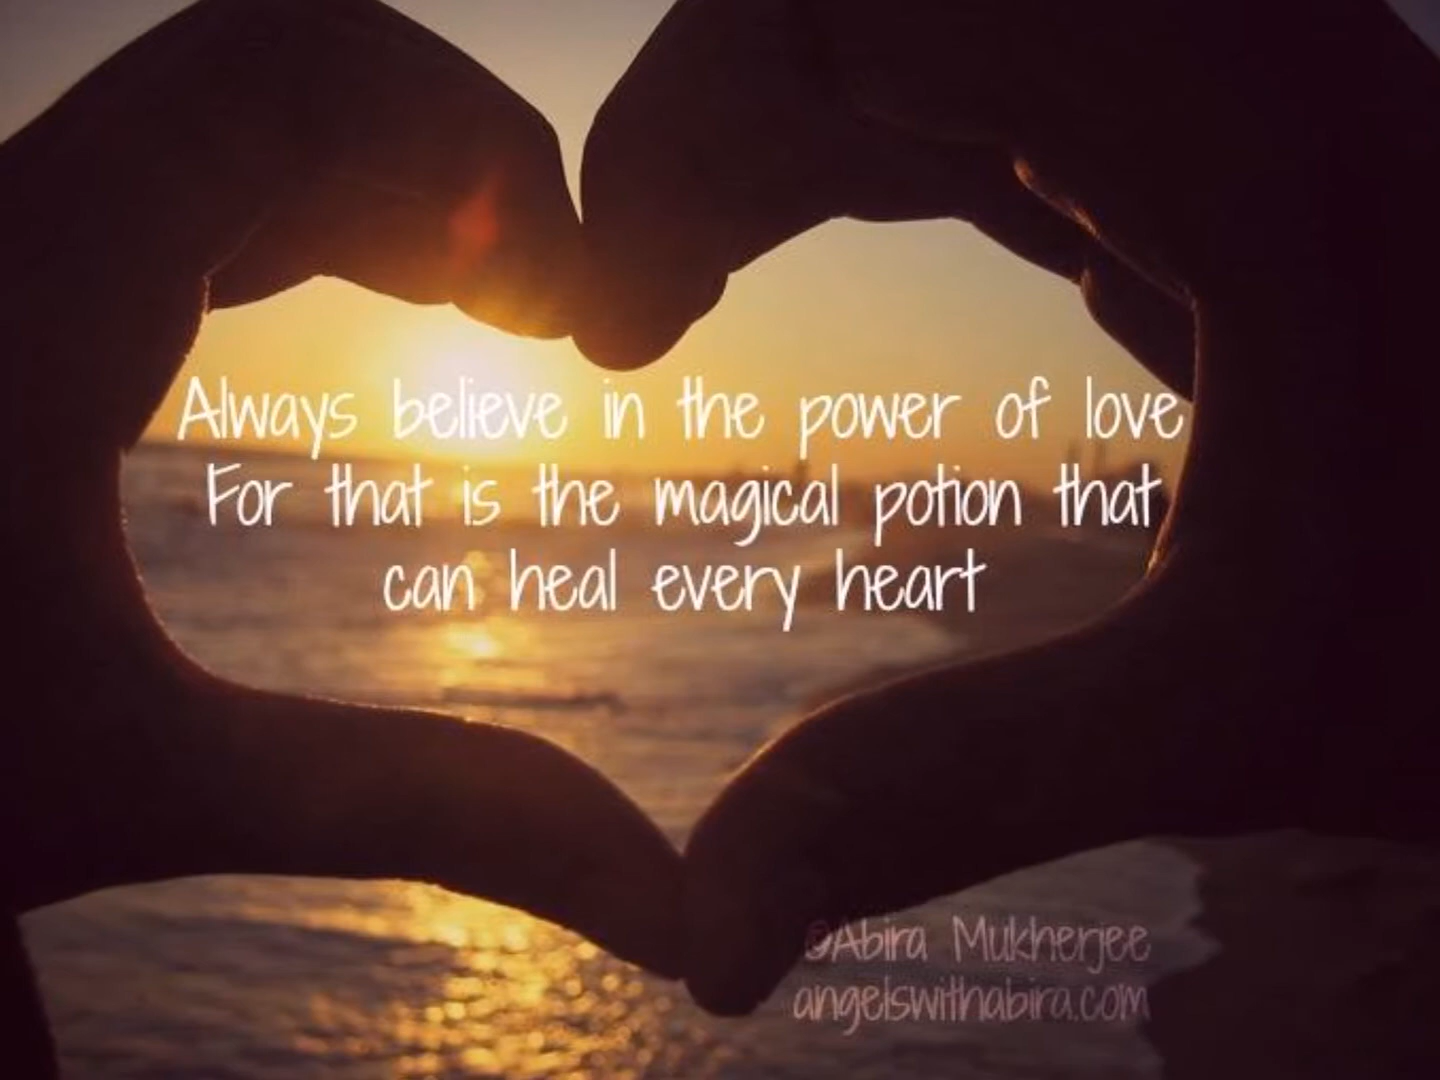 Always believe in the power of love
For that is the magical potion that
can heal every heart
©Abira Mukherjee
angelswithabira.com